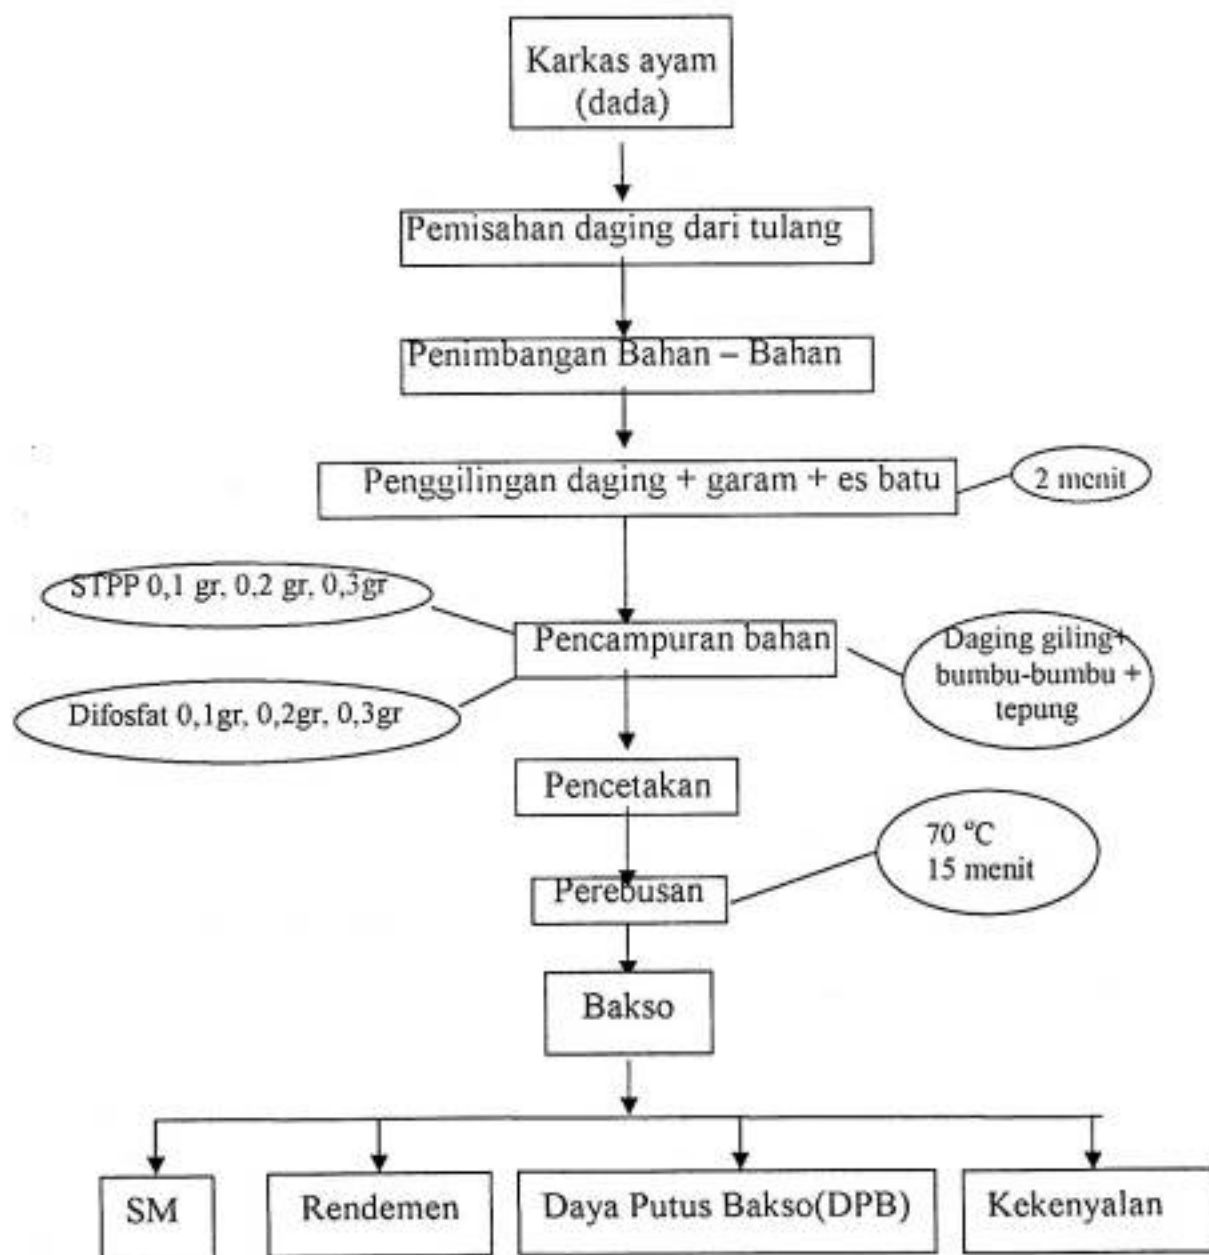 Karkas ayam
(dada)
Pemisahan daging dari tulang
Penimbangan Bahan – Bahan
Penggilingan daging + garam + es batu
2 menit
STPP 0,1 gr, 0,2 gr, 0,3gr
Pencampuran bahan
Daging giling+
bumbu-bumbu +
tepung
Difosfat 0,1gr, 0,2gr, 0,3gr
Pencetakan
70 °C
15 menit
Perebusan
Bakso
SM
Rendemen
Daya Putus Bakso(DPB)
Kekenyalan